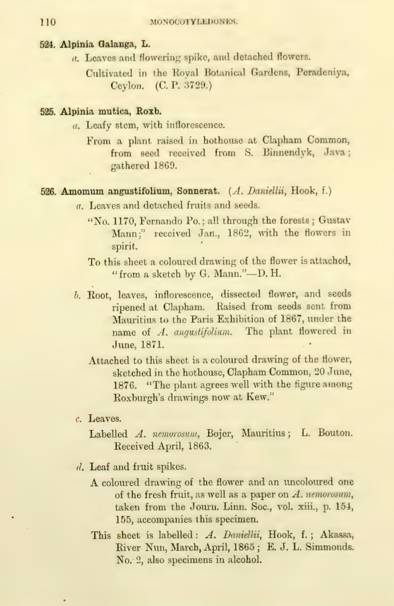 110 MONOCOTYLEDONES.
524. Alpinia Galanga, L.
a. Leaves and flowering spike, and detached flowers.
Cultivated in the Royal Botanical Gardens, Peradeniya,
Ceylon. (C. P. 3729.)
525. Alpinia mutica, Roxb.
a. Leafy stem, with inflorescence.
From a plant raised in hothouse at Clapham Common,
from seed received from S. Binnendyk, Java;
gathered 1869.
526. Amomum angustifolium, Sonnerat. (A. Daniellii, Hook, f.)
a. Leaves and detached fruits and seeds.
"No. 1170, Fernando Po.; all through the forests; Gustav
Mann;" received Jan., 1862, with the flowers in
spirit.
To this sheet a coloured drawing of the flower is attached,
"from a sketch by G. Mann."—D. H.
b. Root, leaves, inflorescence, dissected flower, and seeds
ripened at Clapham. Raised from seeds sent from
Mauritius to the Paris Exhibition of 1867, under the
name of A. angustifolium. The plant flowered in
June, 1871.
Attached to this sheet is a coloured drawing of the flower,
sketched in the hothouse, Clapham Common, 20 June,
1876. "The plant agrees well with the figure among
Roxburgh's drawings now at Kew."
c. Leaves.
Labelled A. nemorosum, Bojer, Mauritius; L. Bouton.
Received April, 1863.
d. Leaf and fruit spikes.
A coloured drawing of the flower and an uncoloured one
of the fresh fruit, as well as a paper on A. nemorosum,
taken from the Journ. Linn. Soc., vol. xiii., p. 154,
155, accompanies this specimen.
This sheet is labelled: A. Daniellii, Hook, f.; Akassa,
River Nun, March, April, 1865; E. J. L. Simmonds.
No. 2, also specimens in alcohol.